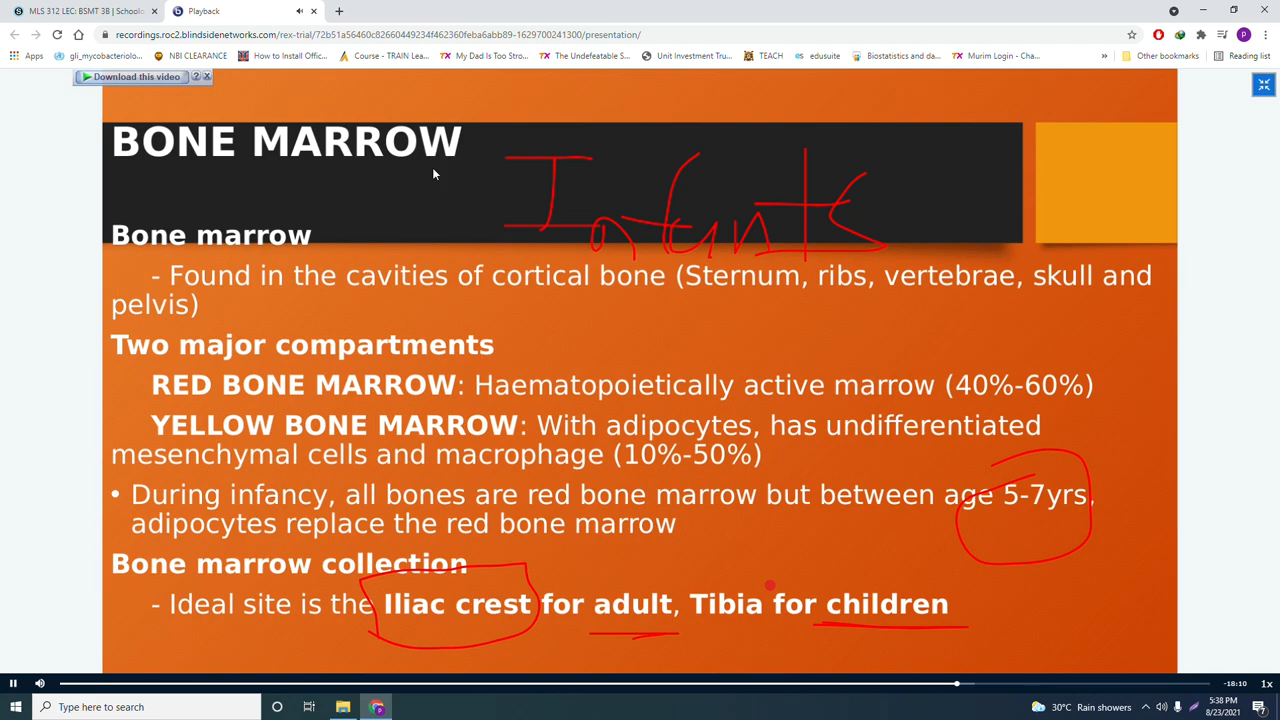 MLS 312 LEC: BSMT 3B | Schoolo
Playback
recordings.roc2.blindsidenetworks.com/rex-trial/72b51a56460c8266044923​4f462360feba6abb89-1629700241300/presentation/
Apps
gli_mycobacteriolo...
NBI CLEARANCE
How to Install Offic...
Course - TRAIN Lea...
My Dad Is Too Stro...
The Undefeatable S...
Unit Investment Tru...
TEACH
edusuite
Biostatistics and da...
Murim Login - Cha...
»
Other bookmarks
Reading list
Download this video
BONE MARROW
Infants
Bone marrow
- Found in the cavities of cortical bone (Sternum, ribs, vertebrae, skull and
pelvis)
Two major compartments
RED BONE MARROW: Haematopoietically active marrow (40%-60%)
YELLOW BONE MARROW: With adipocytes, has undifferentiated
mesenchymal cells and macrophage (10%-50%)
• During infancy, all bones are red bone marrow but between age 5-7yrs,
adipocytes replace the red bone marrow
Bone marrow collection
- Ideal site is the Iliac crest for adult, Tibia for children
-18:10
1x
Type here to search
30°C Rain showers
5:38 PM
8/23/2021